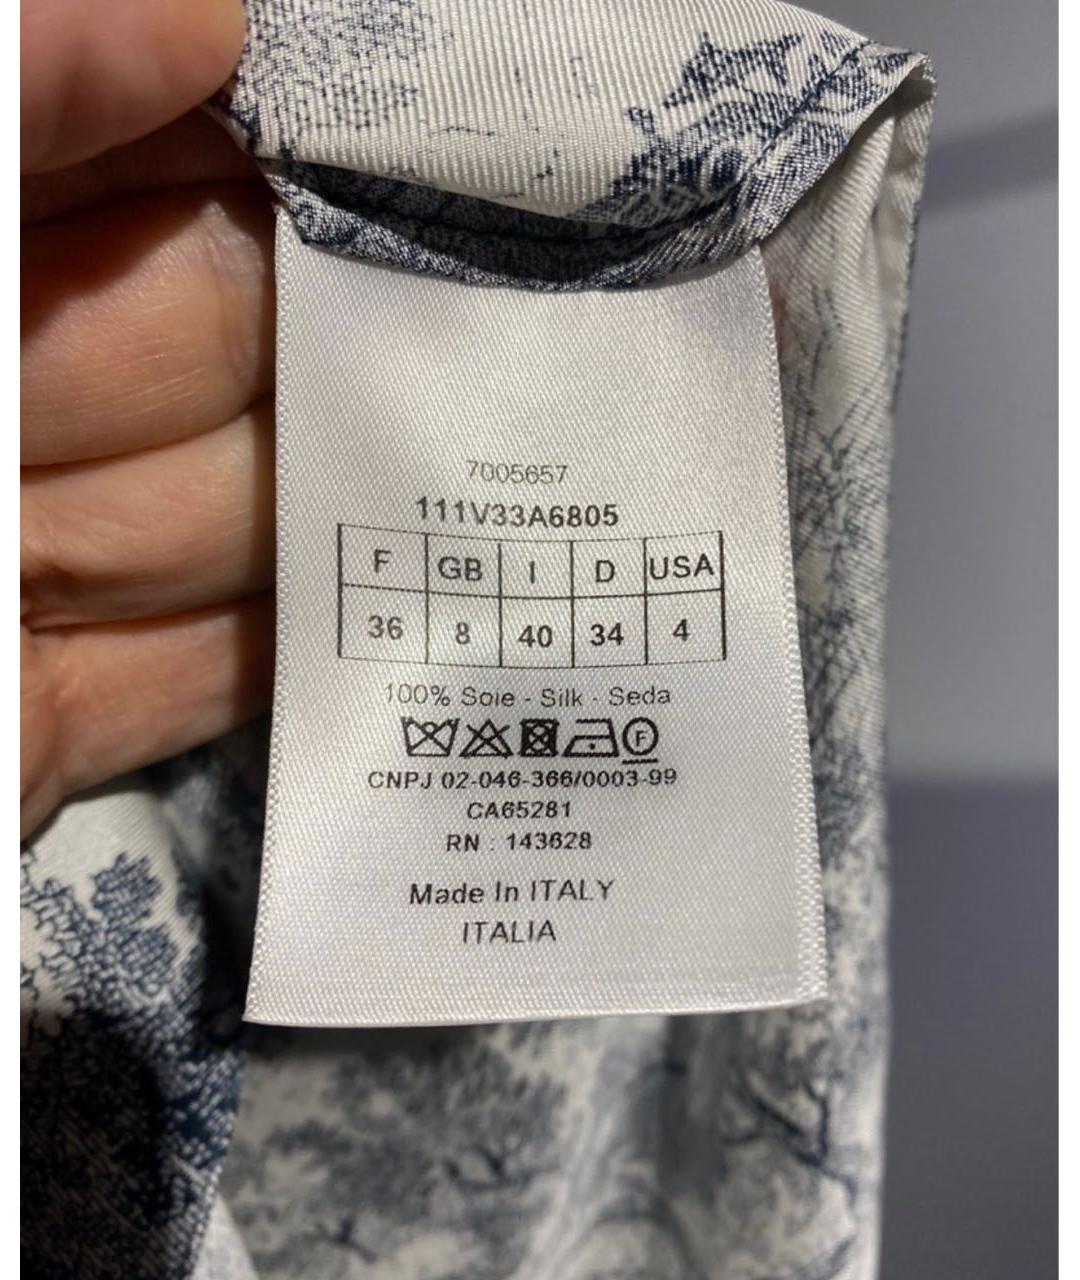 7005657
111V33A6805
F GB I D USA
36 8 40 34 4
100% Soie - Silk - Seda
F
CNPJ 02-046-366/0003-99
CA65281
RN : 143628
Made In ITALY
ITALIA